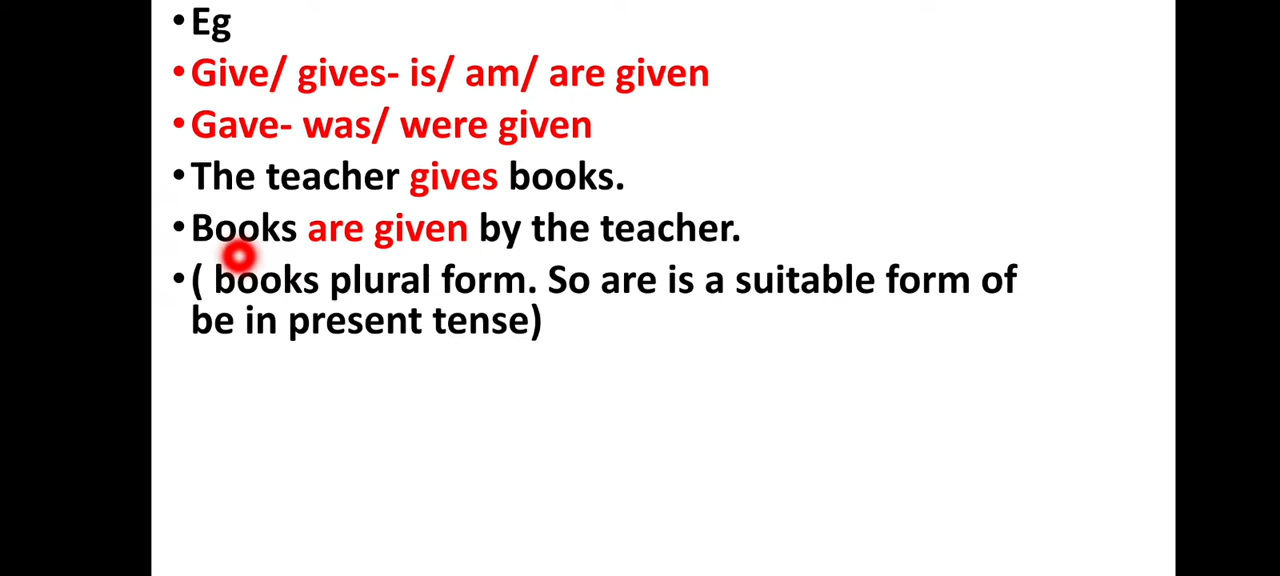 •Eg
•Give/ gives- is/ am/ are given
•Gave- was/ were given
•The teacher gives books.
•Books are given by the teacher.
•( books plural form. So are is a suitable form of
be in present tense)